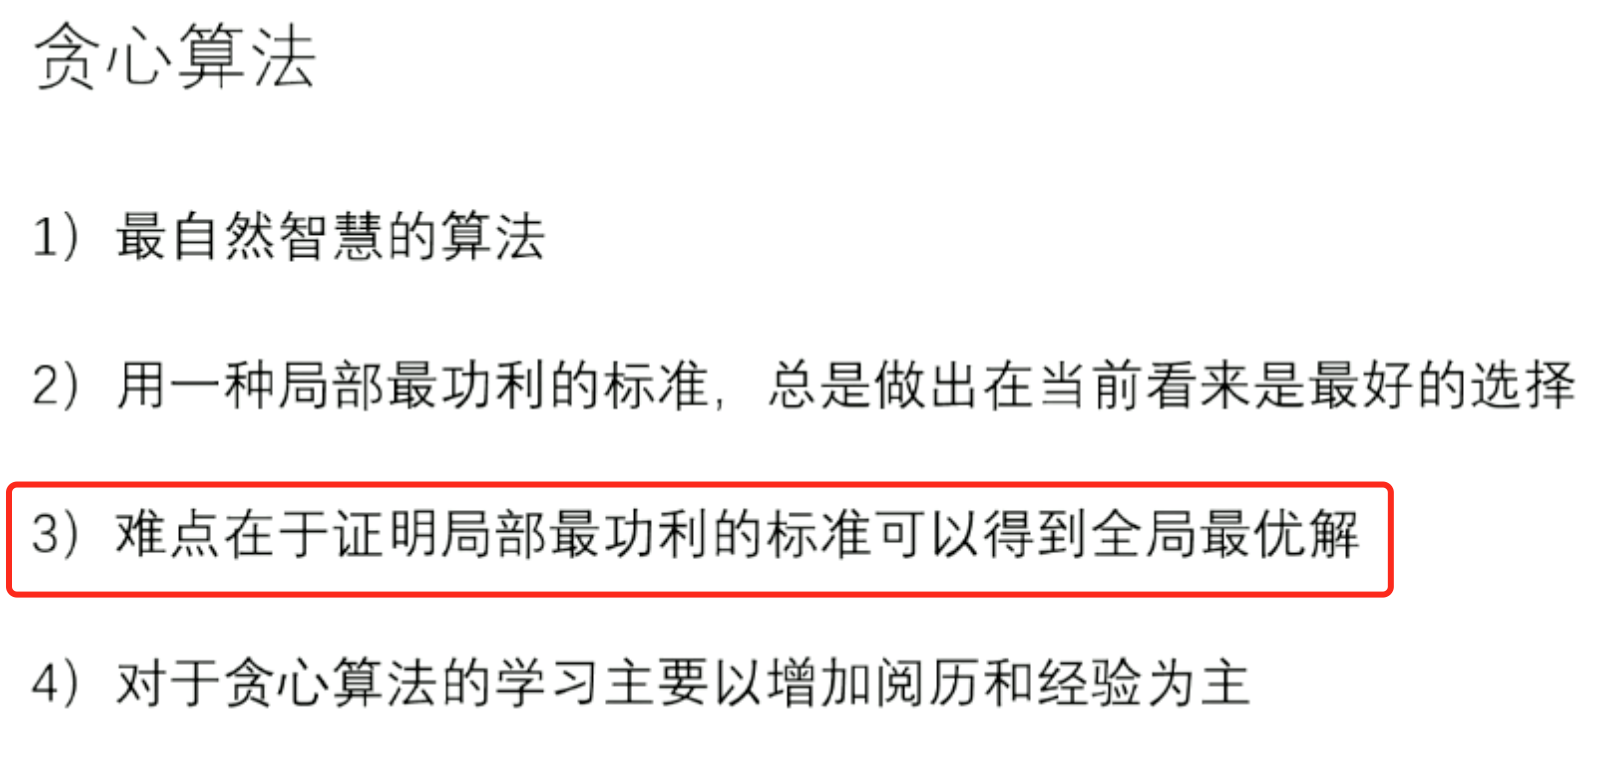 贪心算法
1）最自然智慧的算法
2）用一种局部最功利的标准，总是做出在当前看来是最好的选择
3）难点在于证明局部最功利的标准可以得到全局最优解
4）对于贪心算法的学习主要以增加阅历和经验为主